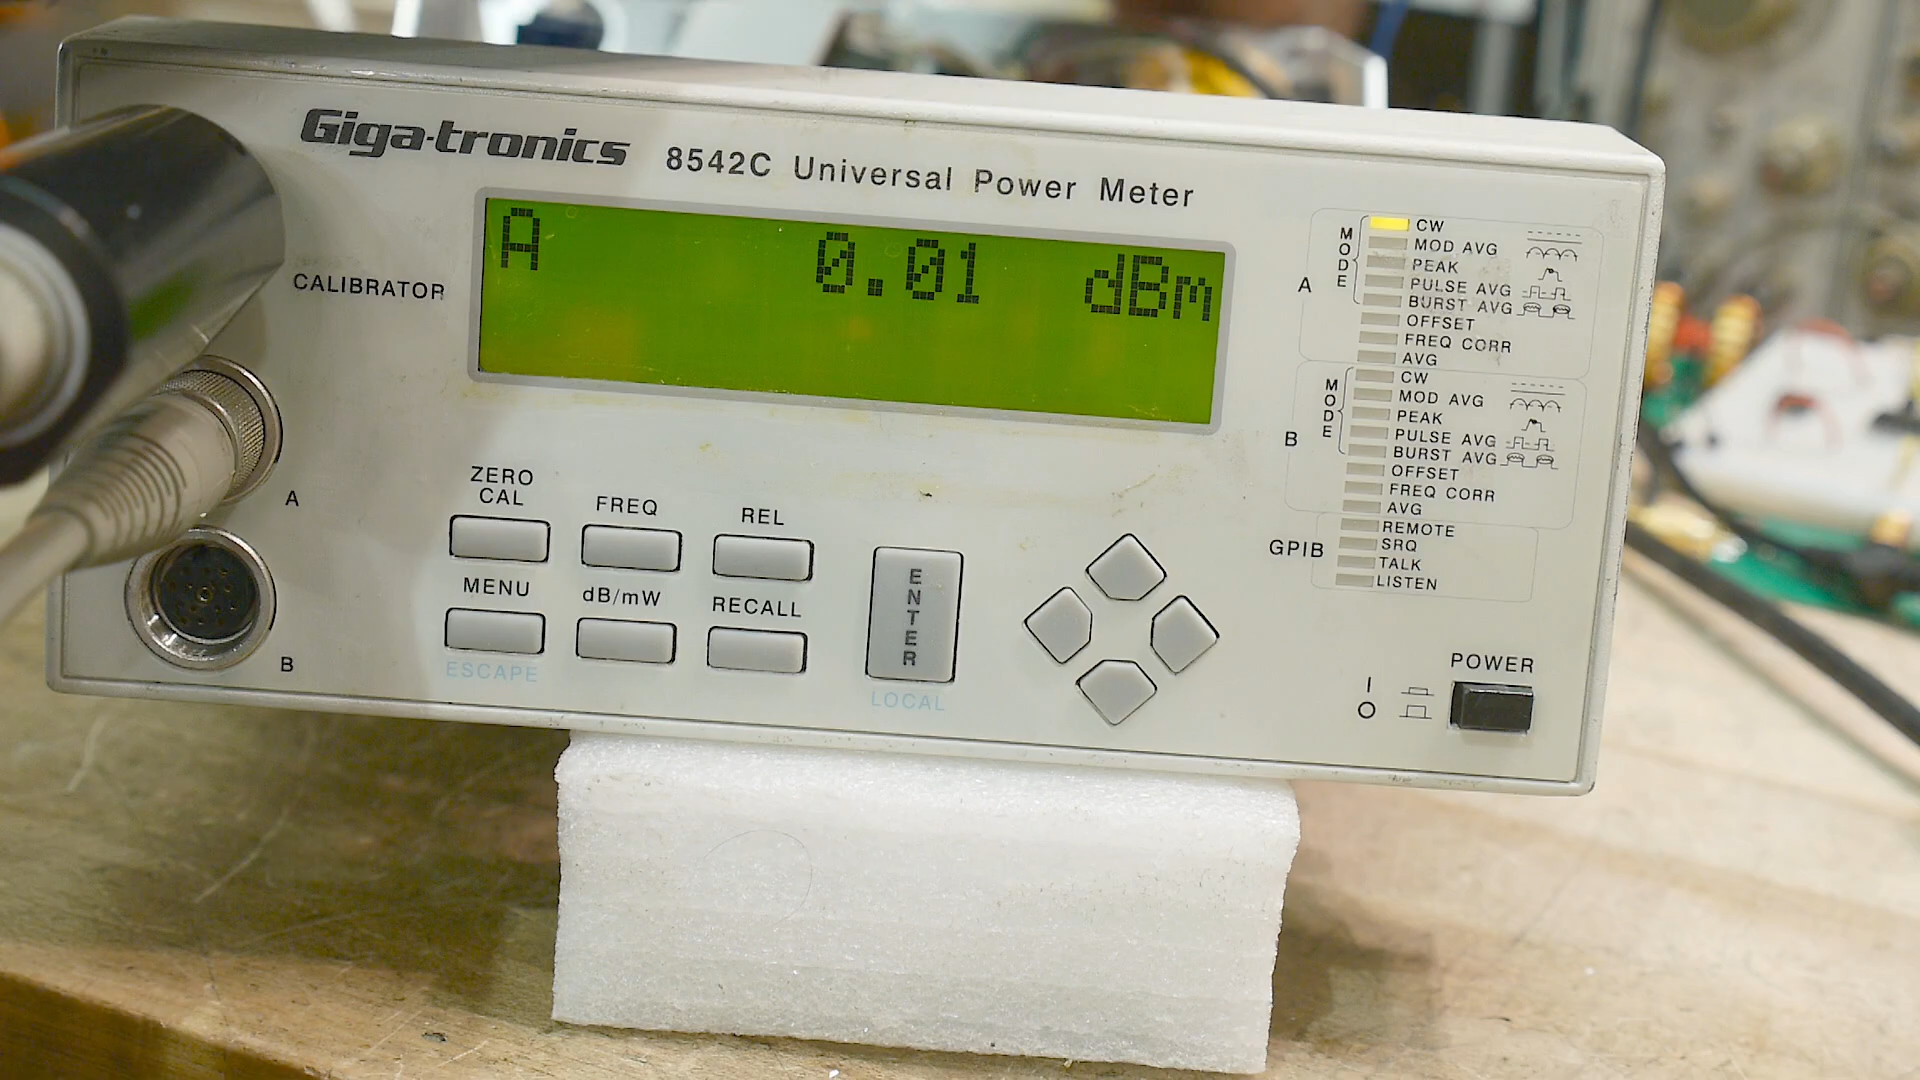 Giga-tronics 8542C Universal Power Meter
A 0.01 dBm
CALIBRATOR
A
B
ZERO
CAL
FREQ
REL
MENU
dB/mW
RECALL
ESCAPE
ENTER
LOCAL
A
MODE
CW
MOD AVG
PEAK
PULSE AVG
BURST AVG
OFFSET
FREQ CORR
AVG
B
MODE
CW
MOD AVG
PEAK
PULSE AVG
BURST AVG
OFFSET
FREQ CORR
AVG
GPIB
REMOTE
SRQ
TALK
LISTEN
POWER
I
O